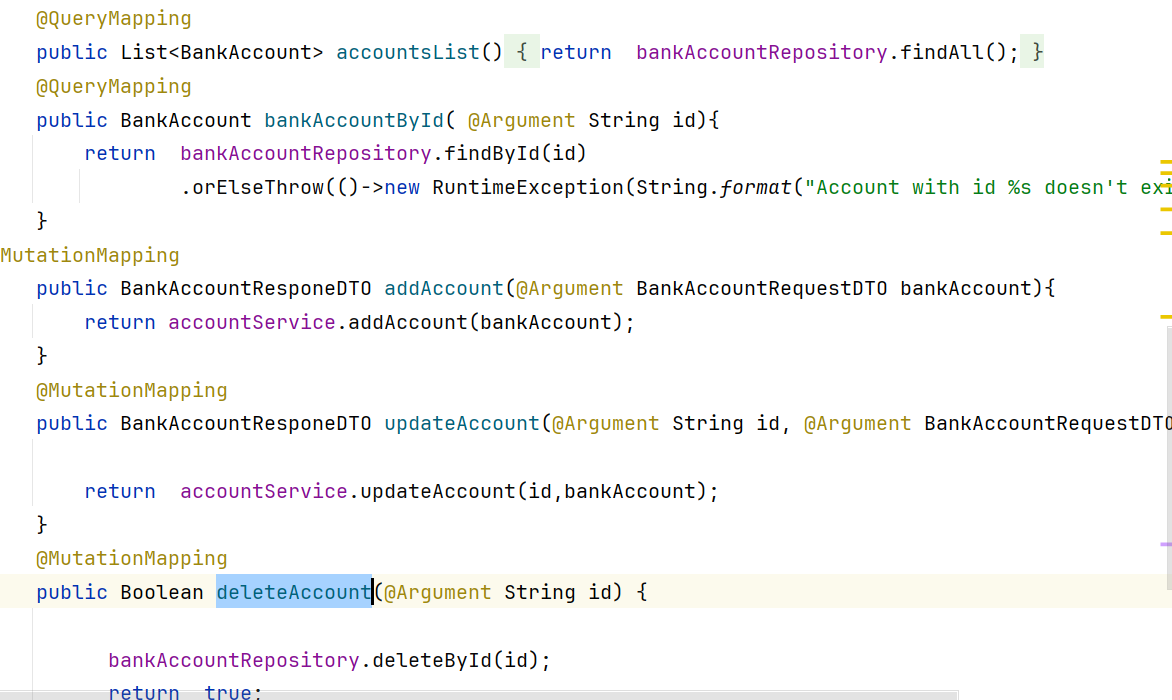 @QueryMapping
public List<BankAccount> accountsList() { return  bankAccountRepository.findAll(); }
@QueryMapping
public BankAccount bankAccountById( @Argument String id){
return  bankAccountRepository.findById(id)
.orElseThrow(()->new RuntimeException(String.format("Account with id %s doesn't exi
}
MutationMapping
public BankAccountResponeDTO addAccount(@Argument BankAccountRequestDTO bankAccount){
return accountService.addAccount(bankAccount);
}
@MutationMapping
public BankAccountResponeDTO updateAccount(@Argument String id, @Argument BankAccountRequestDTO
return  accountService.updateAccount(id,bankAccount);
}
@MutationMapping
public Boolean deleteAccount(@Argument String id) {
bankAccountRepository.deleteById(id);
return  true;